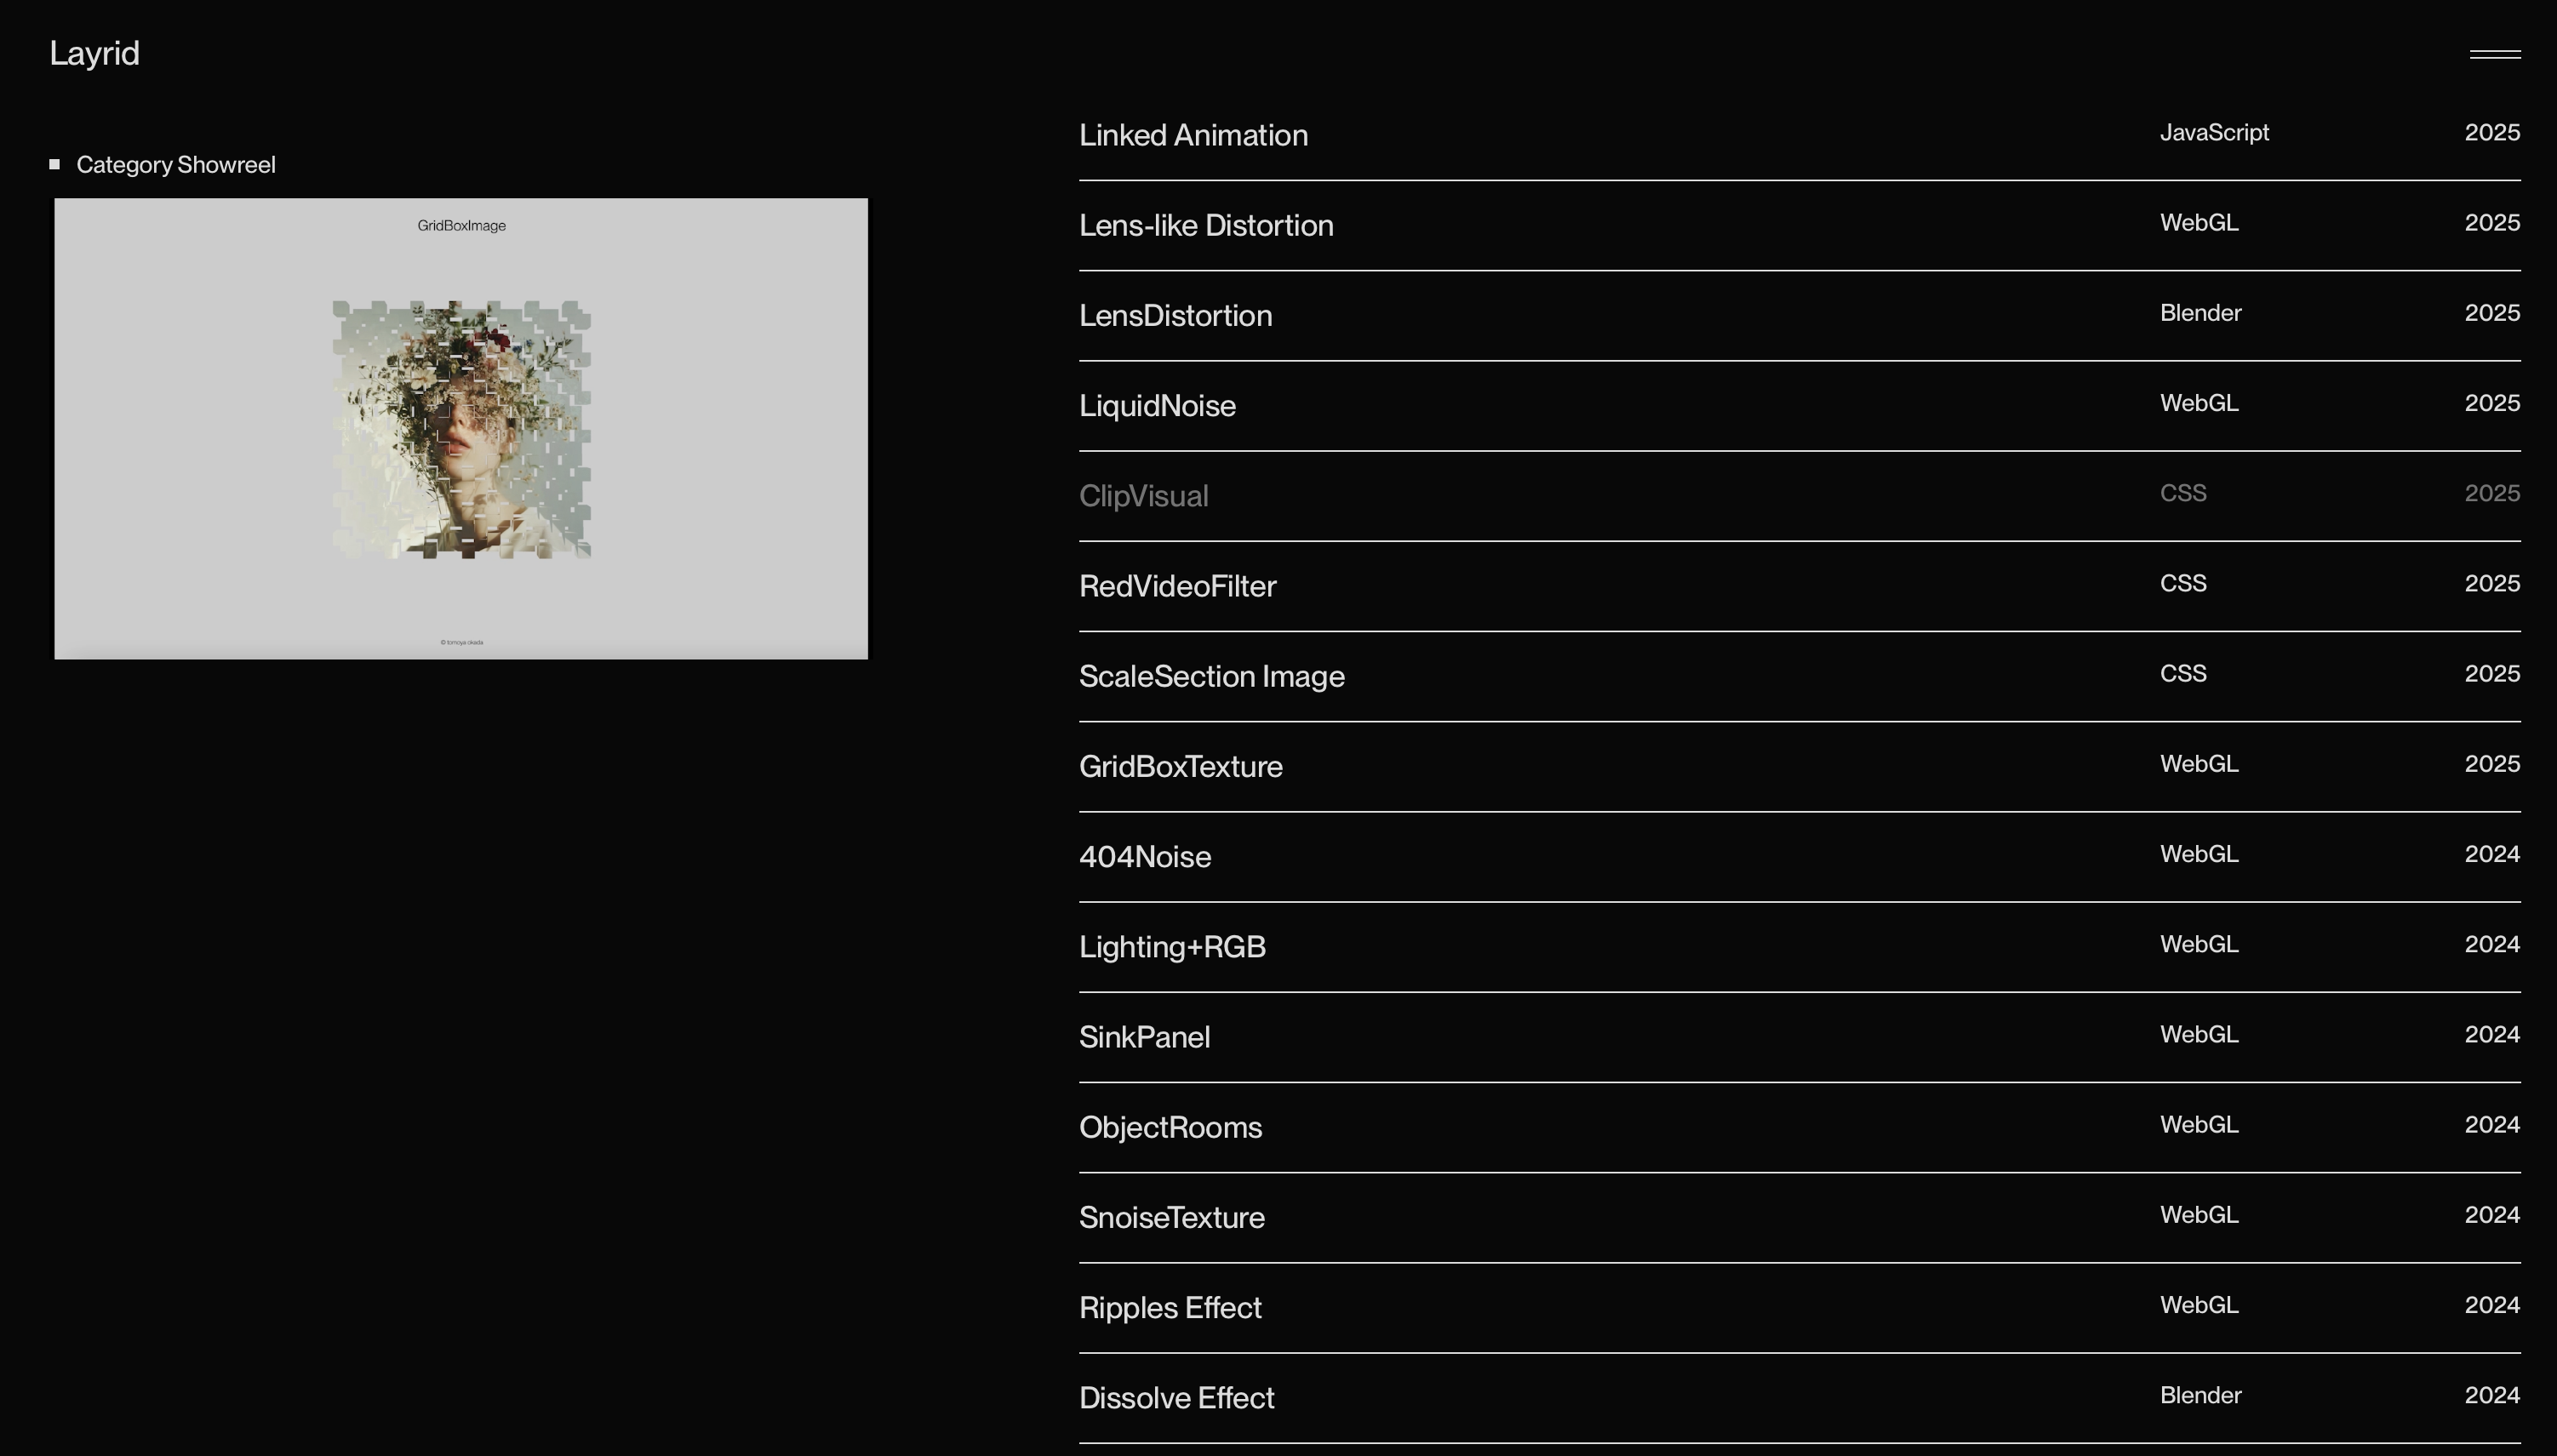 Layrid
Category Showreel
GridBoxImage
© tomoya okada
Linked Animation JavaScript 2025
Lens-like Distortion WebGL 2025
LensDistortion Blender 2025
LiquidNoise WebGL 2025
ClipVisual CSS 2025
RedVideoFilter CSS 2025
ScaleSection Image CSS 2025
GridBoxTexture WebGL 2025
404Noise WebGL 2024
Lighting+RGB WebGL 2024
SinkPanel WebGL 2024
ObjectRooms WebGL 2024
SnoiseTexture WebGL 2024
Ripples Effect WebGL 2024
Dissolve Effect Blender 2024